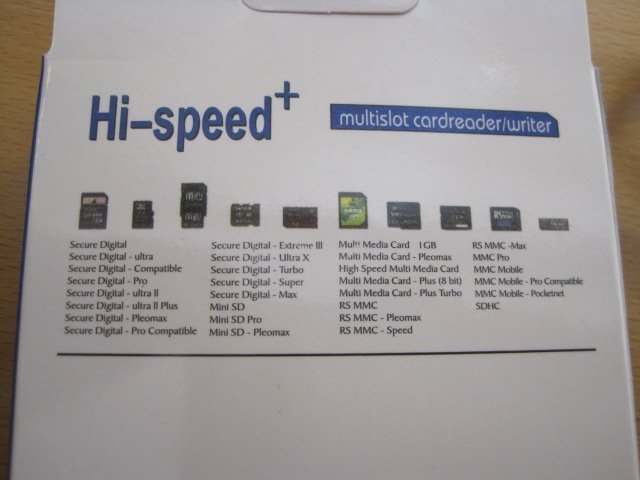 Hi-speed+
multislot cardreader/writer
Secure Digital
Secure Digital - ultra
Secure Digital - Compatible
Secure Digital - Pro
Secure Digital - ultra II
Secure Digital - ultra II Plus
Secure Digital - Pleomax
Secure Digital - Pro Compatible
Secure Digital - Extreme III
Secure Digital - Ultra X
Secure Digital - Turbo
Secure Digital - Super
Secure Digital - Max
Mini SD
Mini SD Pro
Mini SD - Pleomax
Multi Media Card 1GB
Multi Media Card - Pleomax
High Speed Multi Media Card
Multi Media Card - Plus (8 bit)
Multi Media Card - Plus Turbo
RS MMC
RS MMC - Pleomax
RS MMC - Speed
RS MMC -Max
MMC Pro
MMC Mobile
MMC Mobile - Pro Compatible
MMC Mobile - Pocketnet
SDHC